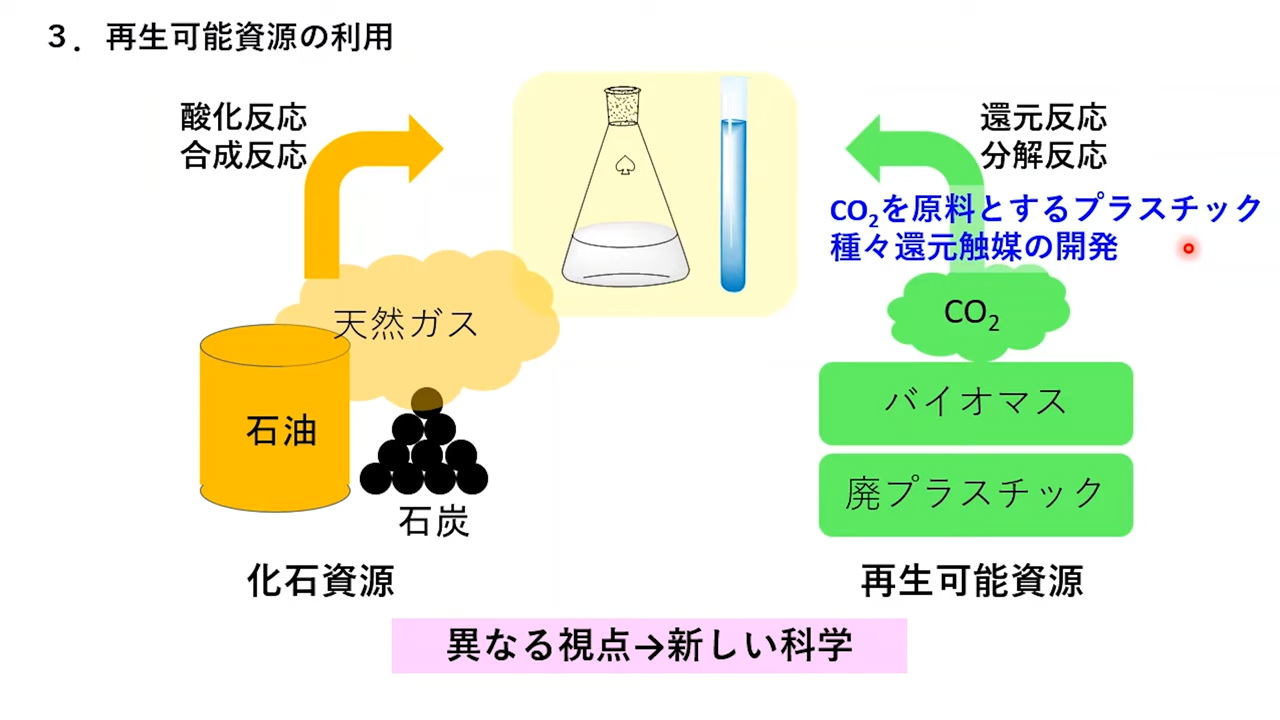 ３．再生可能資源の利用
酸化反応
合成反応
還元反応
分解反応
CO₂を原料とするプラスチック
種々還元触媒の開発
天然ガス
石油
石炭
化石資源
CO₂
バイオマス
廃プラスチック
再生可能資源
異なる視点→新しい科学